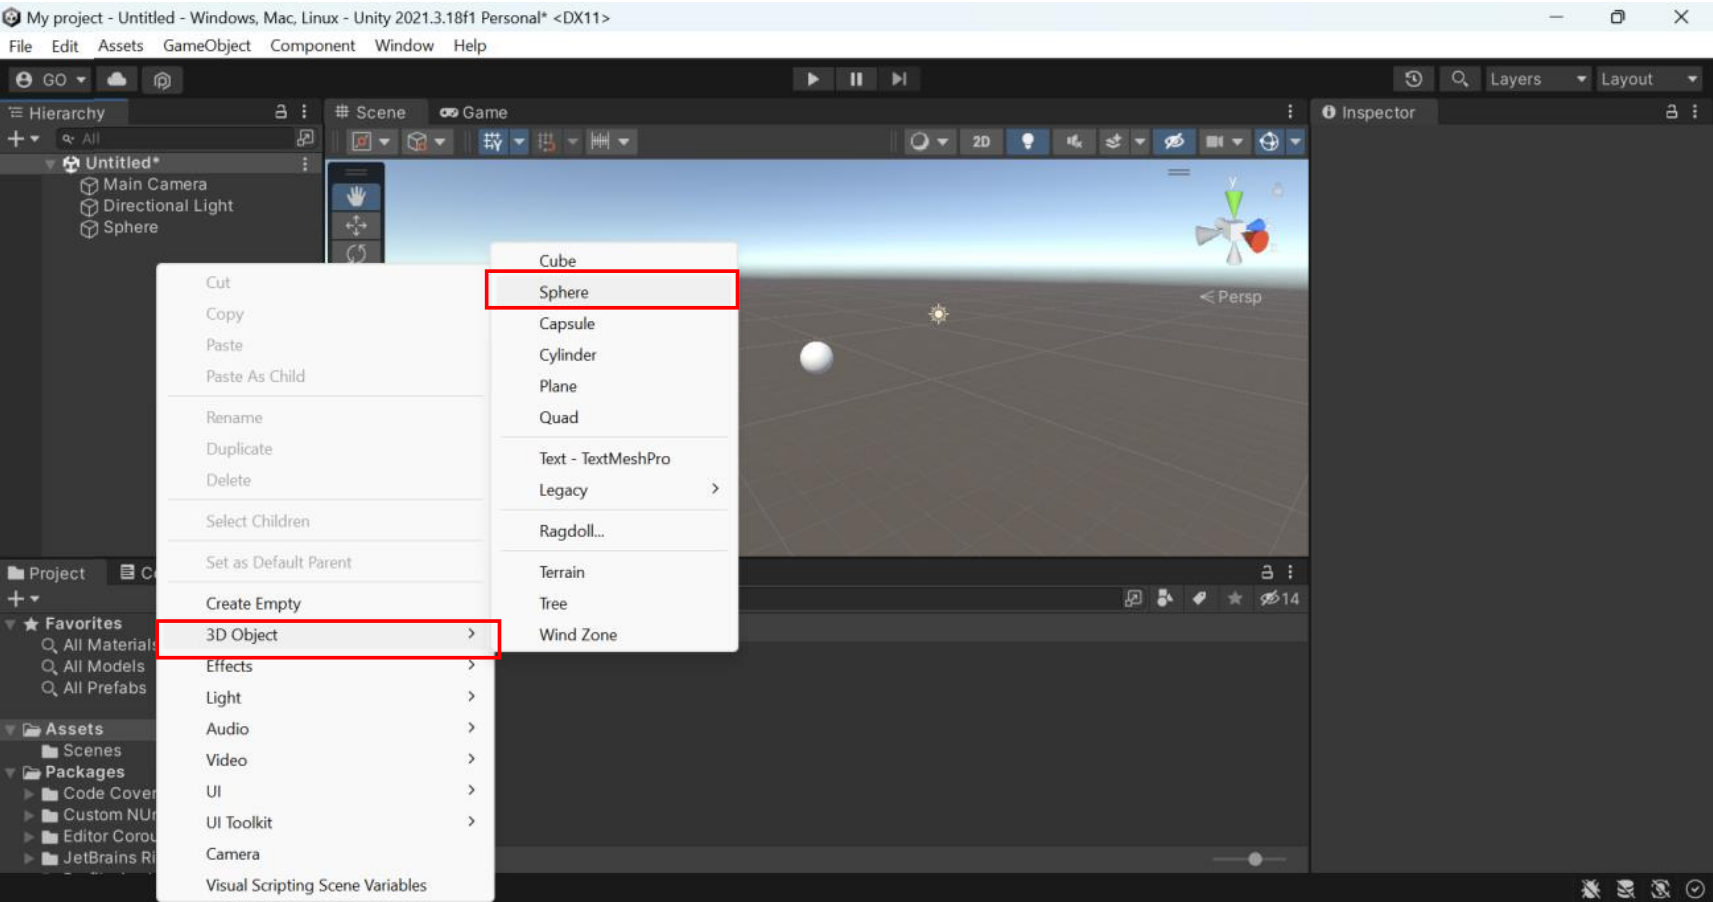 My project - Untitled - Windows, Mac, Linux - Unity 2021.3.18f1 Personal* <DX11>
File Edit Assets GameObject Component Window Help
GO
Layers Layout
Hierarchy
Scene Game
Inspector
All
2D
Untitled*
Main Camera
Directional Light
Sphere
y
Persp
Cut
Copy
Paste
Paste As Child
Rename
Duplicate
Delete
Select Children
Set as Default Parent
Create Empty
3D Object
Effects
Light
Audio
Video
UI
UI Toolkit
Camera
Visual Scripting Scene Variables
Cube
Sphere
Capsule
Cylinder
Plane
Quad
Text - TextMeshPro
Legacy
Ragdoll...
Terrain
Tree
Wind Zone
Project
14
Favorites
All Materials
All Models
All Prefabs
Assets
Scenes
Packages
Code Cover
Custom NUn
Editor Corou
JetBrains Ri